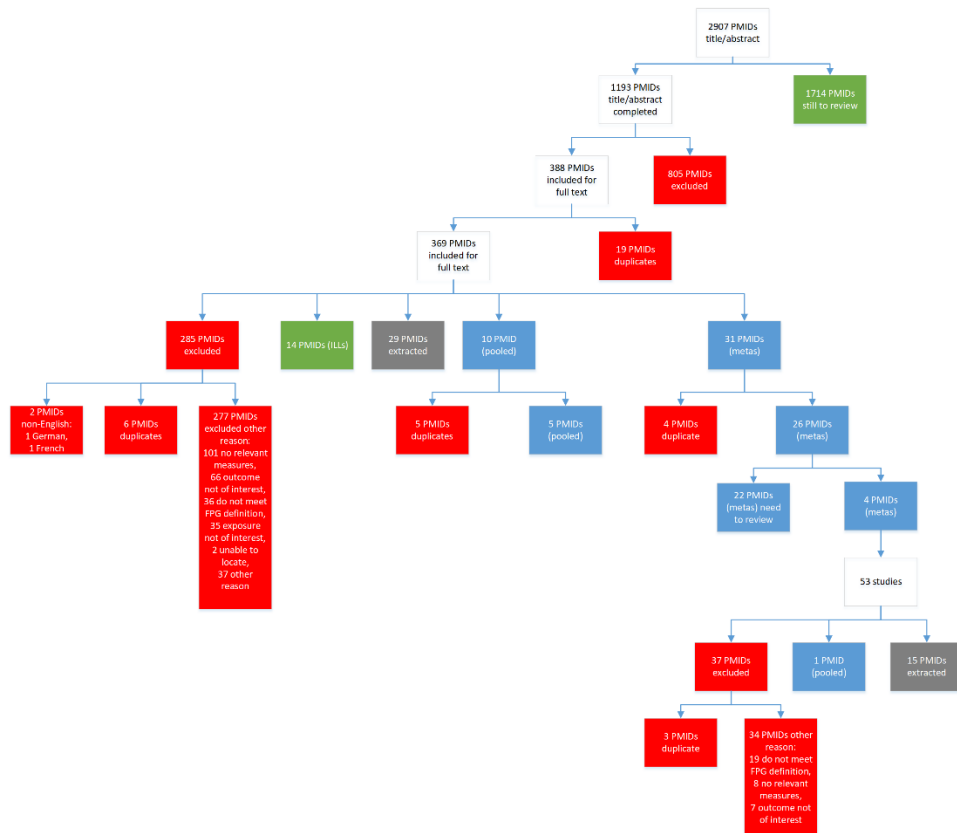 2907 PMIDs
title/abstract
1193 PMIDs
title/abstract
completed
1714 PMIDs
still to review
388 PMIDs
included for
full text
805 PMIDs
excluded
369 PMIDs
included for
full text
19 PMIDs
duplicates
285 PMIDs
excluded
14 PMIDs (ILLs)
29 PMIDs
extracted
10 PMID
(pooled)
31 PMIDs
(metas)
2 PMIDs
non-English:
1 German,
1 French
6 PMIDs
duplicates
277 PMIDs
excluded other
reason:
101 no relevant
measures,
66 outcome
not of interest,
36 do not meet
FPG definition,
35 exposure
not of interest,
2 unable to
locate,
37 other
reason
5 PMIDs
duplicates
5 PMIDs
(pooled)
4 PMIDs
duplicate
26 PMIDs
(metas)
22 PMIDs
(metas) need
to review
4 PMIDs
(metas)
53 studies
37 PMIDs
excluded
1 PMID
(pooled)
15 PMIDs
extracted
3 PMIDs
duplicate
34 PMIDs other
reason:
19 do not meet
FPG definition,
8 no relevant
measures,
7 outcome not
of interest